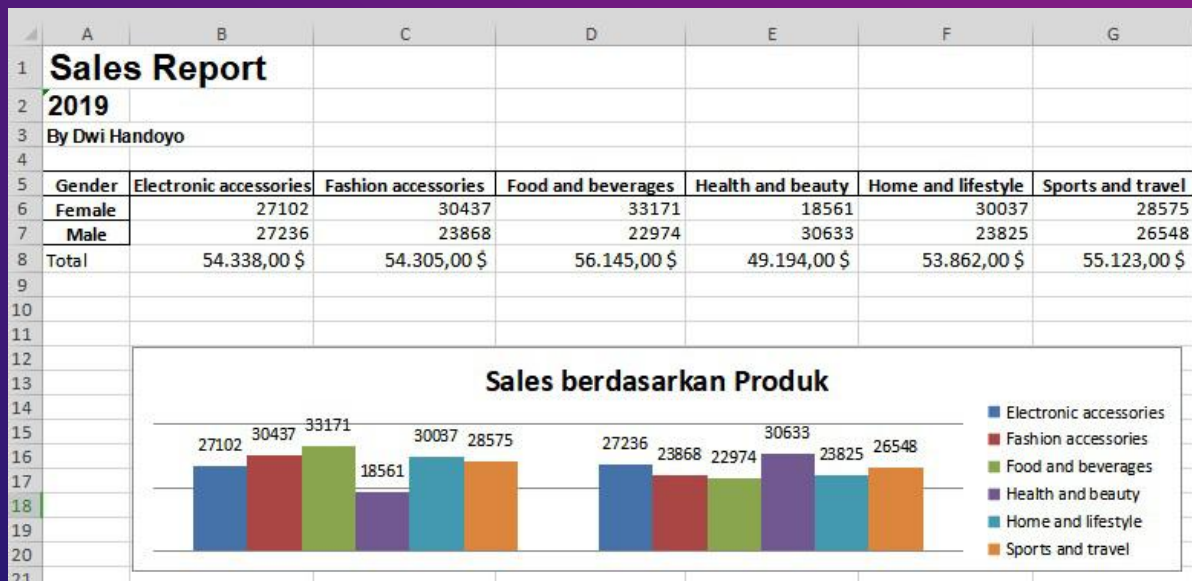 A B C D E F G
1 Sales Report
2 2019
3 By Dwi Handoyo
4
5 Gender Electronic accessories Fashion accessories Food and beverages Health and beauty Home and lifestyle Sports and travel
6 Female 27102 30437 33171 18561 30037 28575
7 Male 27236 23868 22974 30633 23825 26548
8 Total 54.338,00 $ 54.305,00 $ 56.145,00 $ 49.194,00 $ 53.862,00 $ 55.123,00 $
9
10
11
12
13
14
15
16
17
18
19
20
21
Sales berdasarkan Produk
27102 30437 33171 18561 30037 28575 27236 23868 22974 30633 23825 26548
Electronic accessories
Fashion accessories
Food and beverages
Health and beauty
Home and lifestyle
Sports and travel